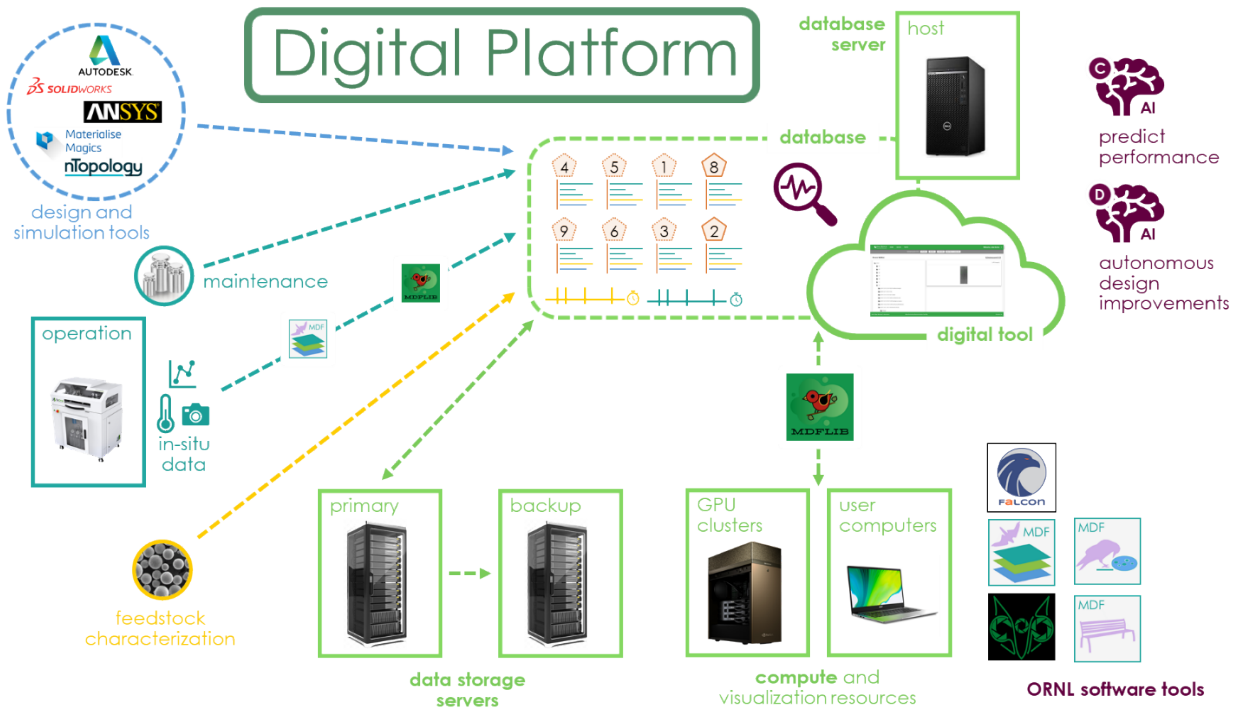 Digital Platform
AUTODESK
SOLIDWORKS
ANSYS
Materialise
Magics
nTopology
design and
simulation tools
maintenance
operation
in-situ
data
MDF
MDFLIB
feedstock
characterization
database
server
host
database
4
5
1
8
9
6
3
2
digital tool
C
AI
predict
performance
D
AI
autonomous
design
improvements
MDFLIB
primary
backup
data storage
servers
GPU
clusters
user
computers
compute and
visualization resources
FALCON
MDF
MDF
MDF
ORNL software tools